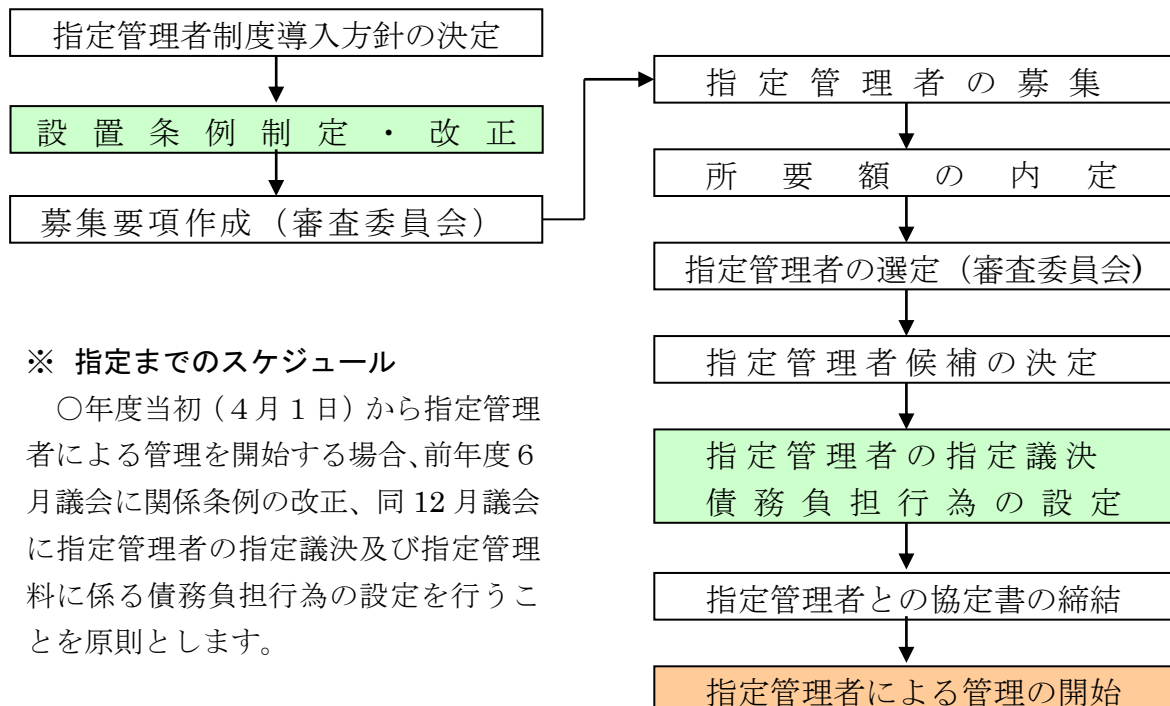 指定管理者制度導入方針の決定
設置条例制定・改正
募集要項作成（審査委員会）
※ 指定までのスケジュール
○年度当初（４月１日）から指定管理
者による管理を開始する場合、前年度６
月議会に関係条例の改正、同 12 月議会
に指定管理者の指定議決及び指定管理
料に係る債務負担行為の設定を行うこ
とを原則とします。
指定管理者の募集
所要額の内定
指定管理者の選定（審査委員会)
指定管理者候補の決定
指定管理者の指定議決
債務負担行為の設定
指定管理者との協定書の締結
指定管理者による管理の開始